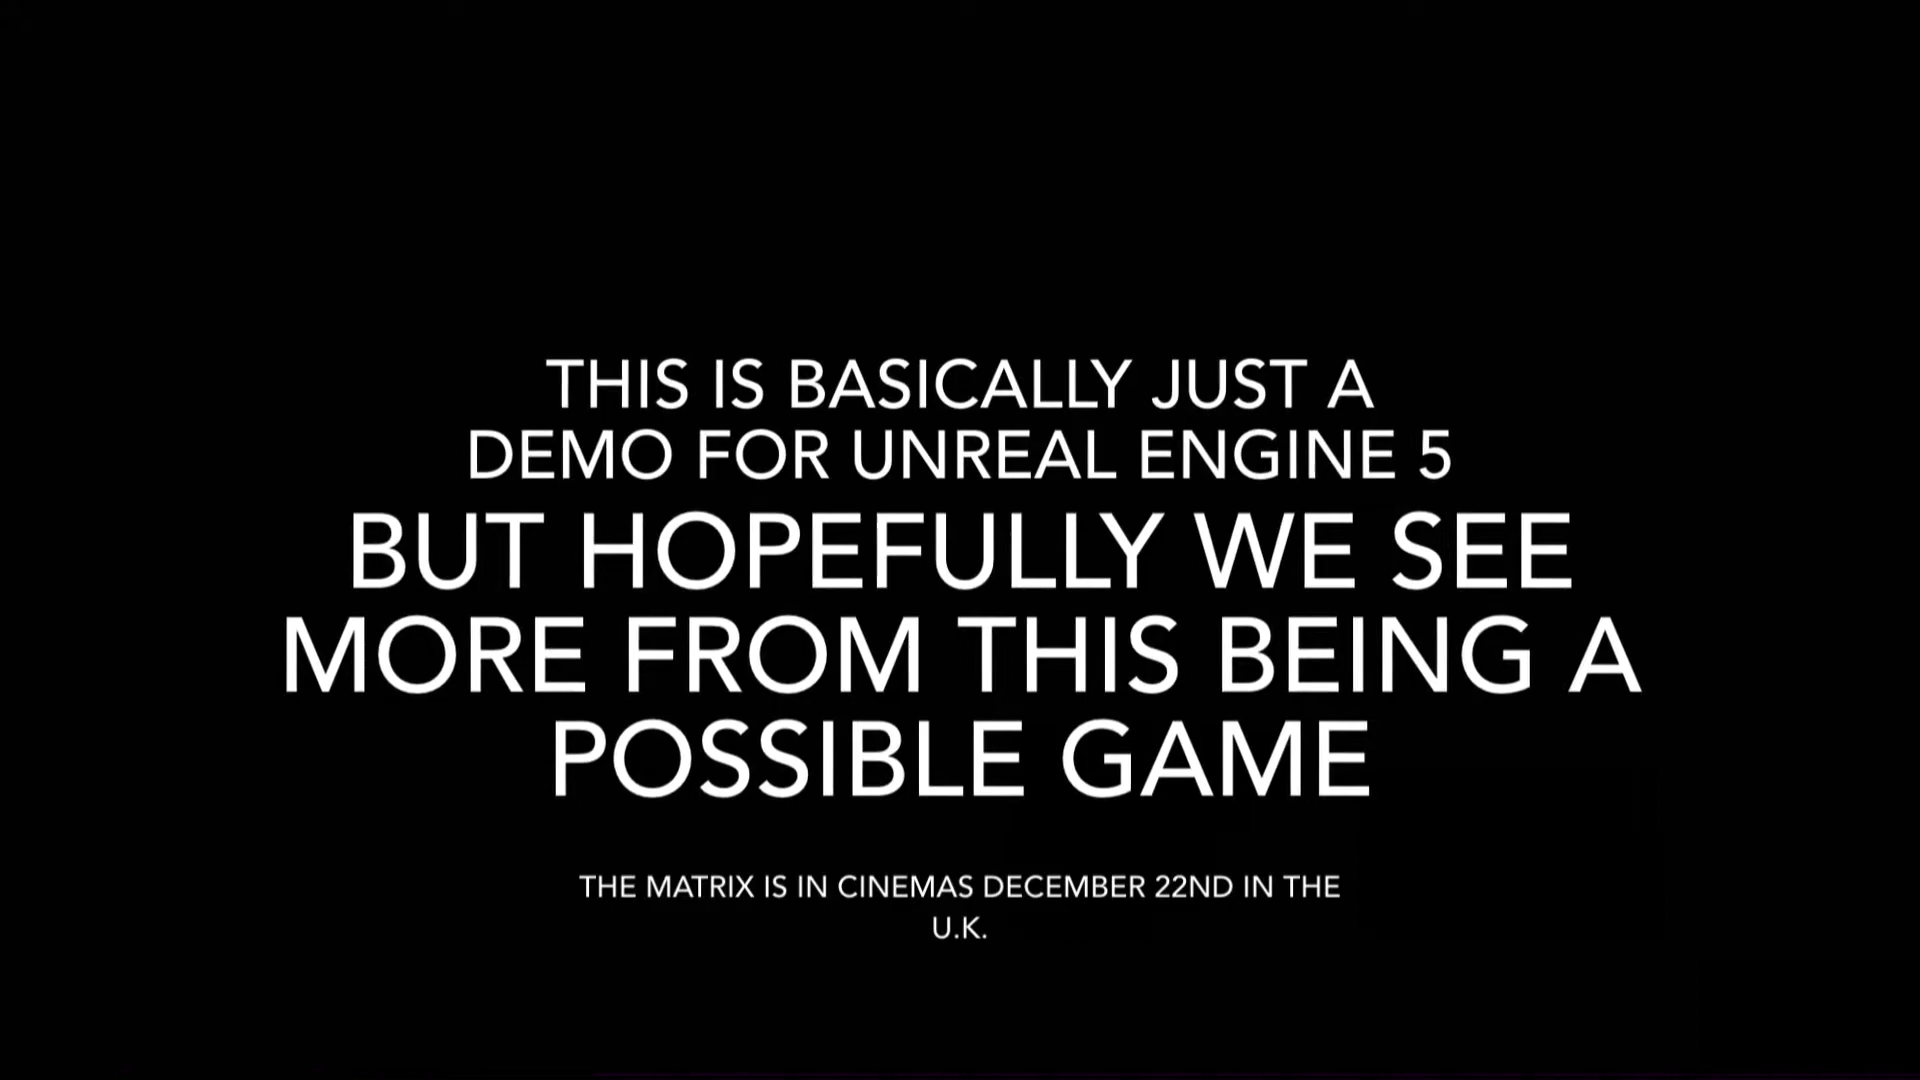 THIS IS BASICALLY JUST A
DEMO FOR UNREAL ENGINE 5
BUT HOPEFULLY WE SEE
MORE FROM THIS BEING A
POSSIBLE GAME
THE MATRIX IS IN CINEMAS DECEMBER 22ND IN THE
U.K.